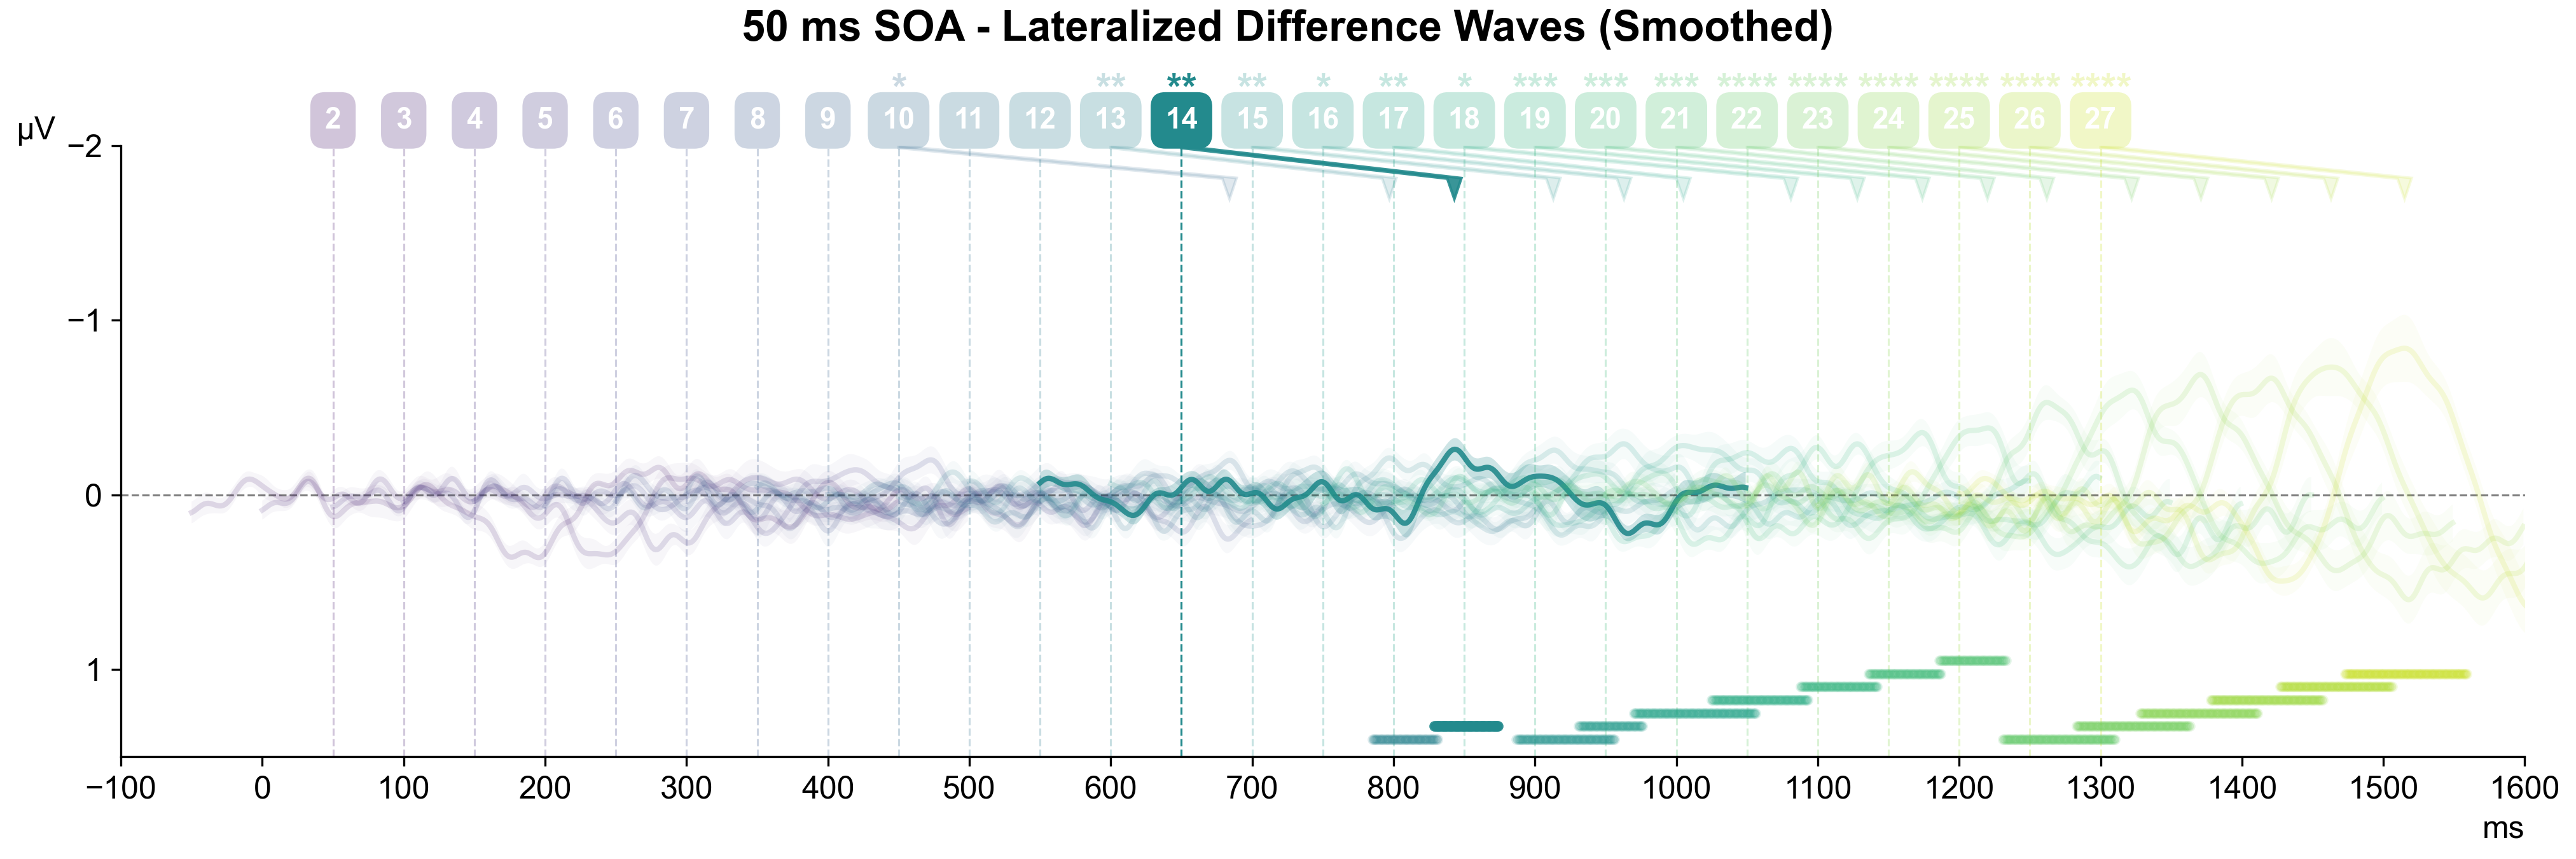 50 ms SOA - Lateralized Difference Waves (Smoothed)
* ** ** ** * ** * *** *** *** **** **** **** **** **** ****
2 3 4 5 6 7 8 9 10 11 12 13 14 15 16 17 18 19 20 21 22 23 24 25 26 27
µV
−2
−1
0
1
−100 0 100 200 300 400 500 600 700 800 900 1000 1100 1200 1300 1400 1500 1600
ms